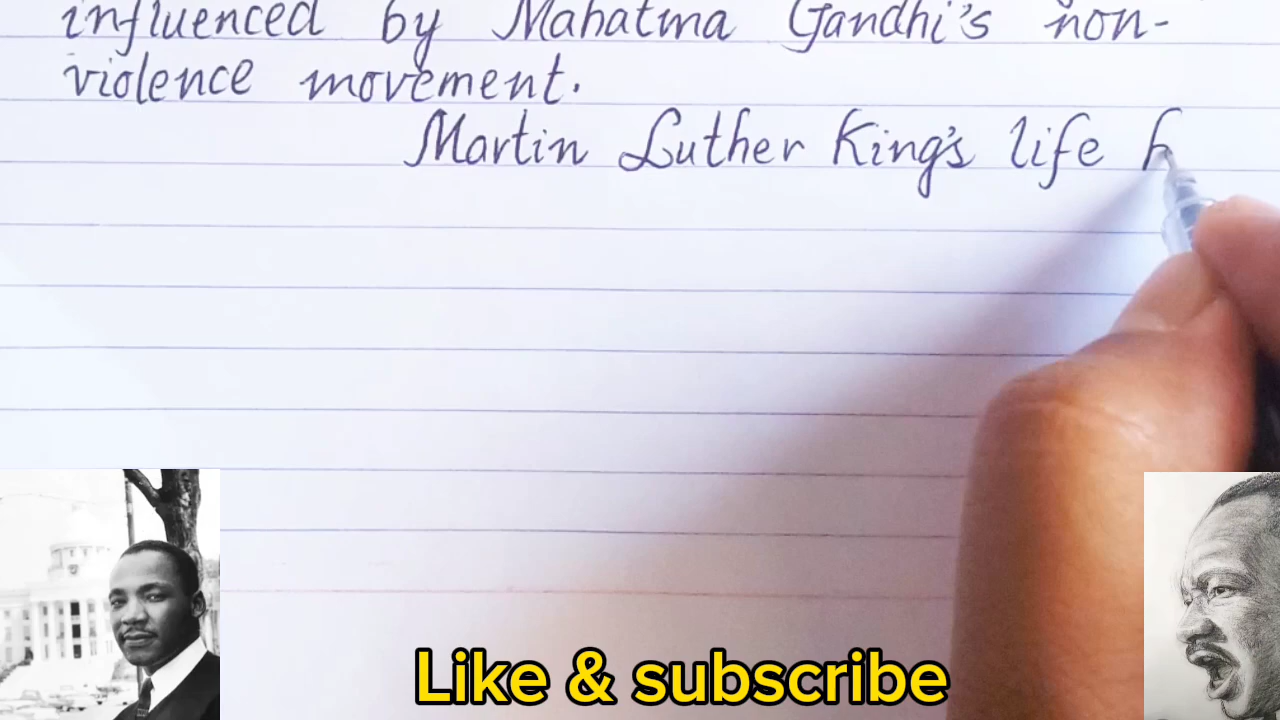 influenced by Mahatma Gandhi's non-
violence movement.
Martin Luther King's life h
Like & subscribe